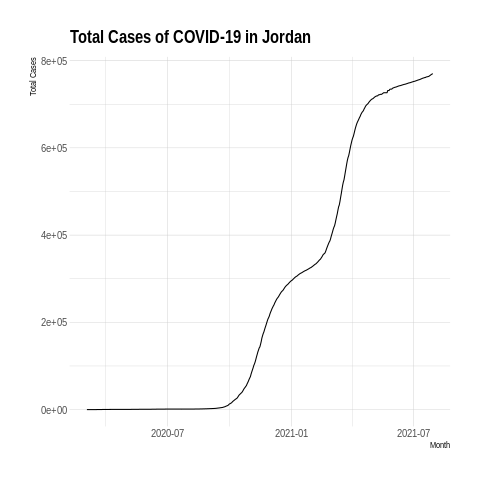 Total Cases of COVID-19 in Jordan
Total Cases
8e+05
6e+05
4e+05
2e+05
0e+00
2020-07
2021-01
2021-07
Month